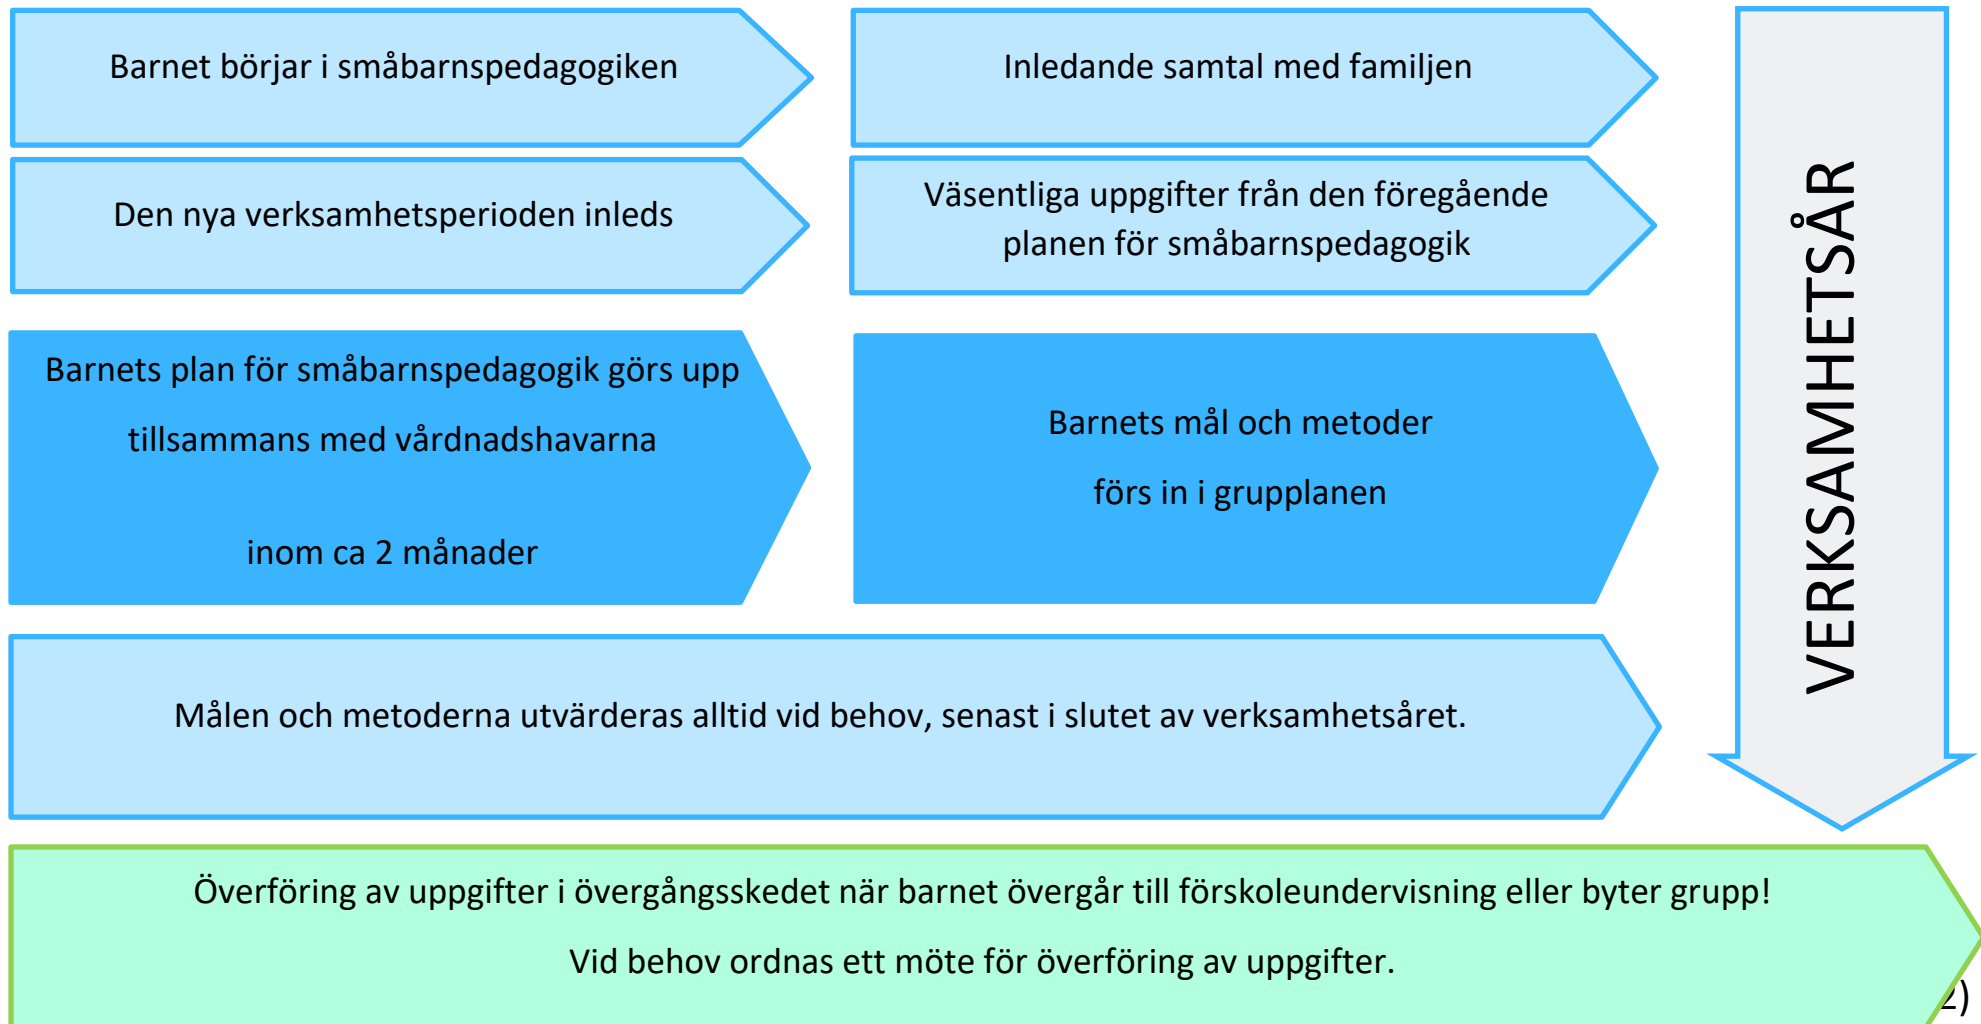 Barnet börjar i småbarnspedagogiken
Inledande samtal med familjen
Den nya verksamhetsperioden inleds
Väsentliga uppgifter från den föregående
planen för småbarnspedagogik
Barnets plan för småbarnspedagogik görs upp
tillsammans med vårdnadshavarna
inom ca 2 månader
Barnets mål och metoder
förs in i grupplanen
Målen och metoderna utvärderas alltid vid behov, senast i slutet av verksamhetsåret.
VERKSAMHETSÅR
Överföring av uppgifter i övergångsskedet när barnet övergår till förskoleundervisning eller byter grupp!
Vid behov ordnas ett möte för överföring av uppgifter.
2)